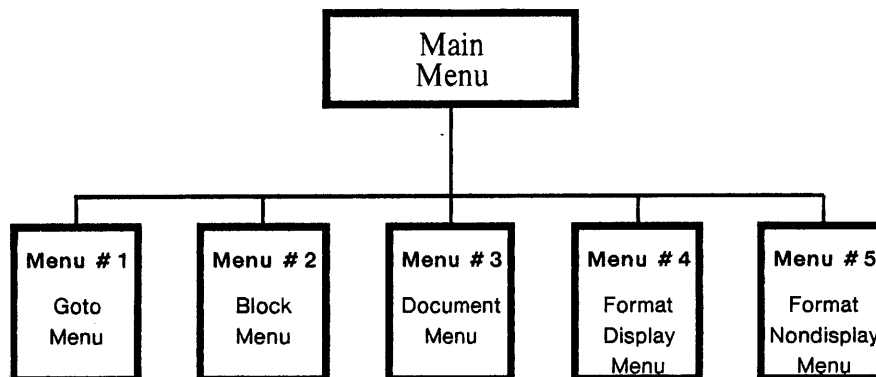 Main
Menu
Menu # 1
Goto
Menu
Menu # 2
Block
Menu
Menu # 3
Document
Menu
Menu # 4
Format
Display
Menu
Menu # 5
Format
Nondisplay
Menu